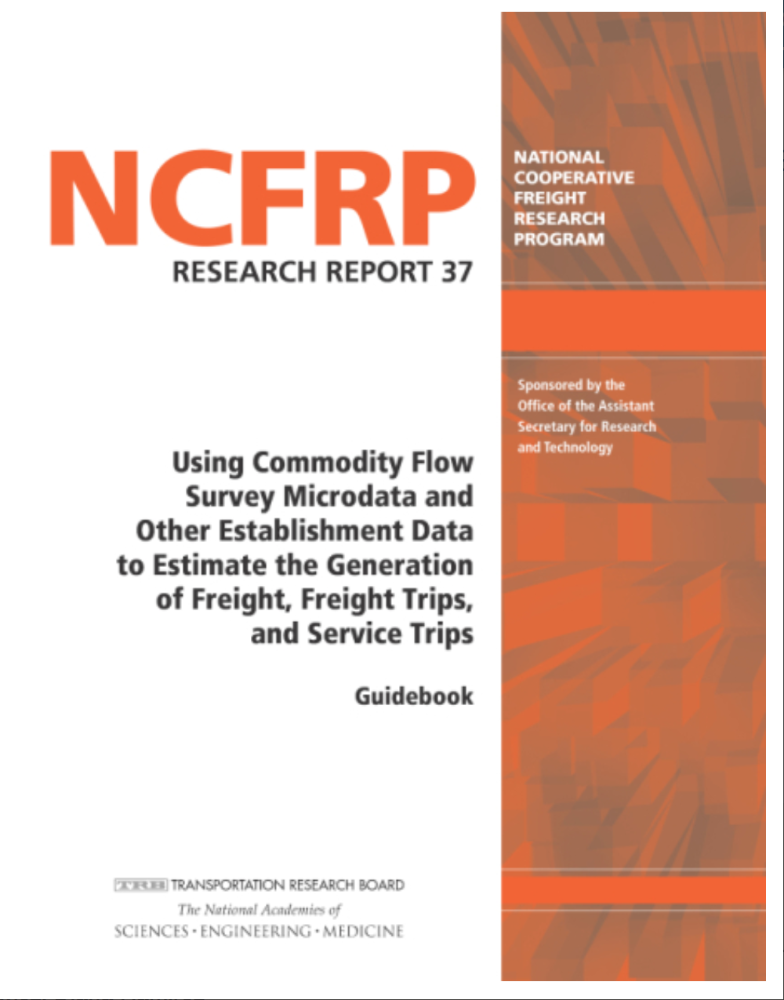 NCFRP
RESEARCH REPORT 37
NATIONAL
COOPERATIVE
FREIGHT
RESEARCH
PROGRAM
Sponsored by the
Office of the Assistant
Secretary for Research
and Technology
Using Commodity Flow
Survey Microdata and
Other Establishment Data
to Estimate the Generation
of Freight, Freight Trips,
and Service Trips
Guidebook
TRB TRANSPORTATION RESEARCH BOARD
The National Academies of
SCIENCES · ENGINEERING · MEDICINE